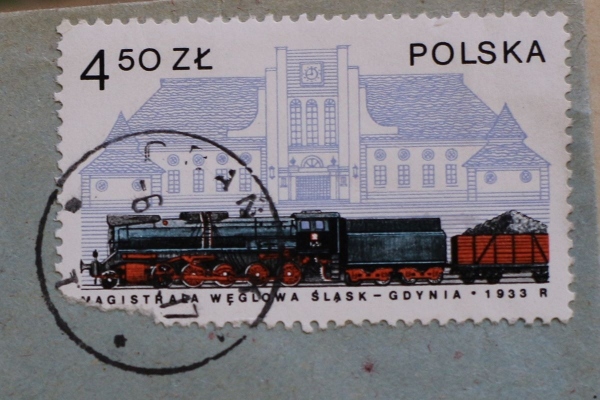 4 50 ZŁ
POLSKA
MAGISTRALA WĘGLOWA ŚLĄSK – GDYNIA • 1933 R